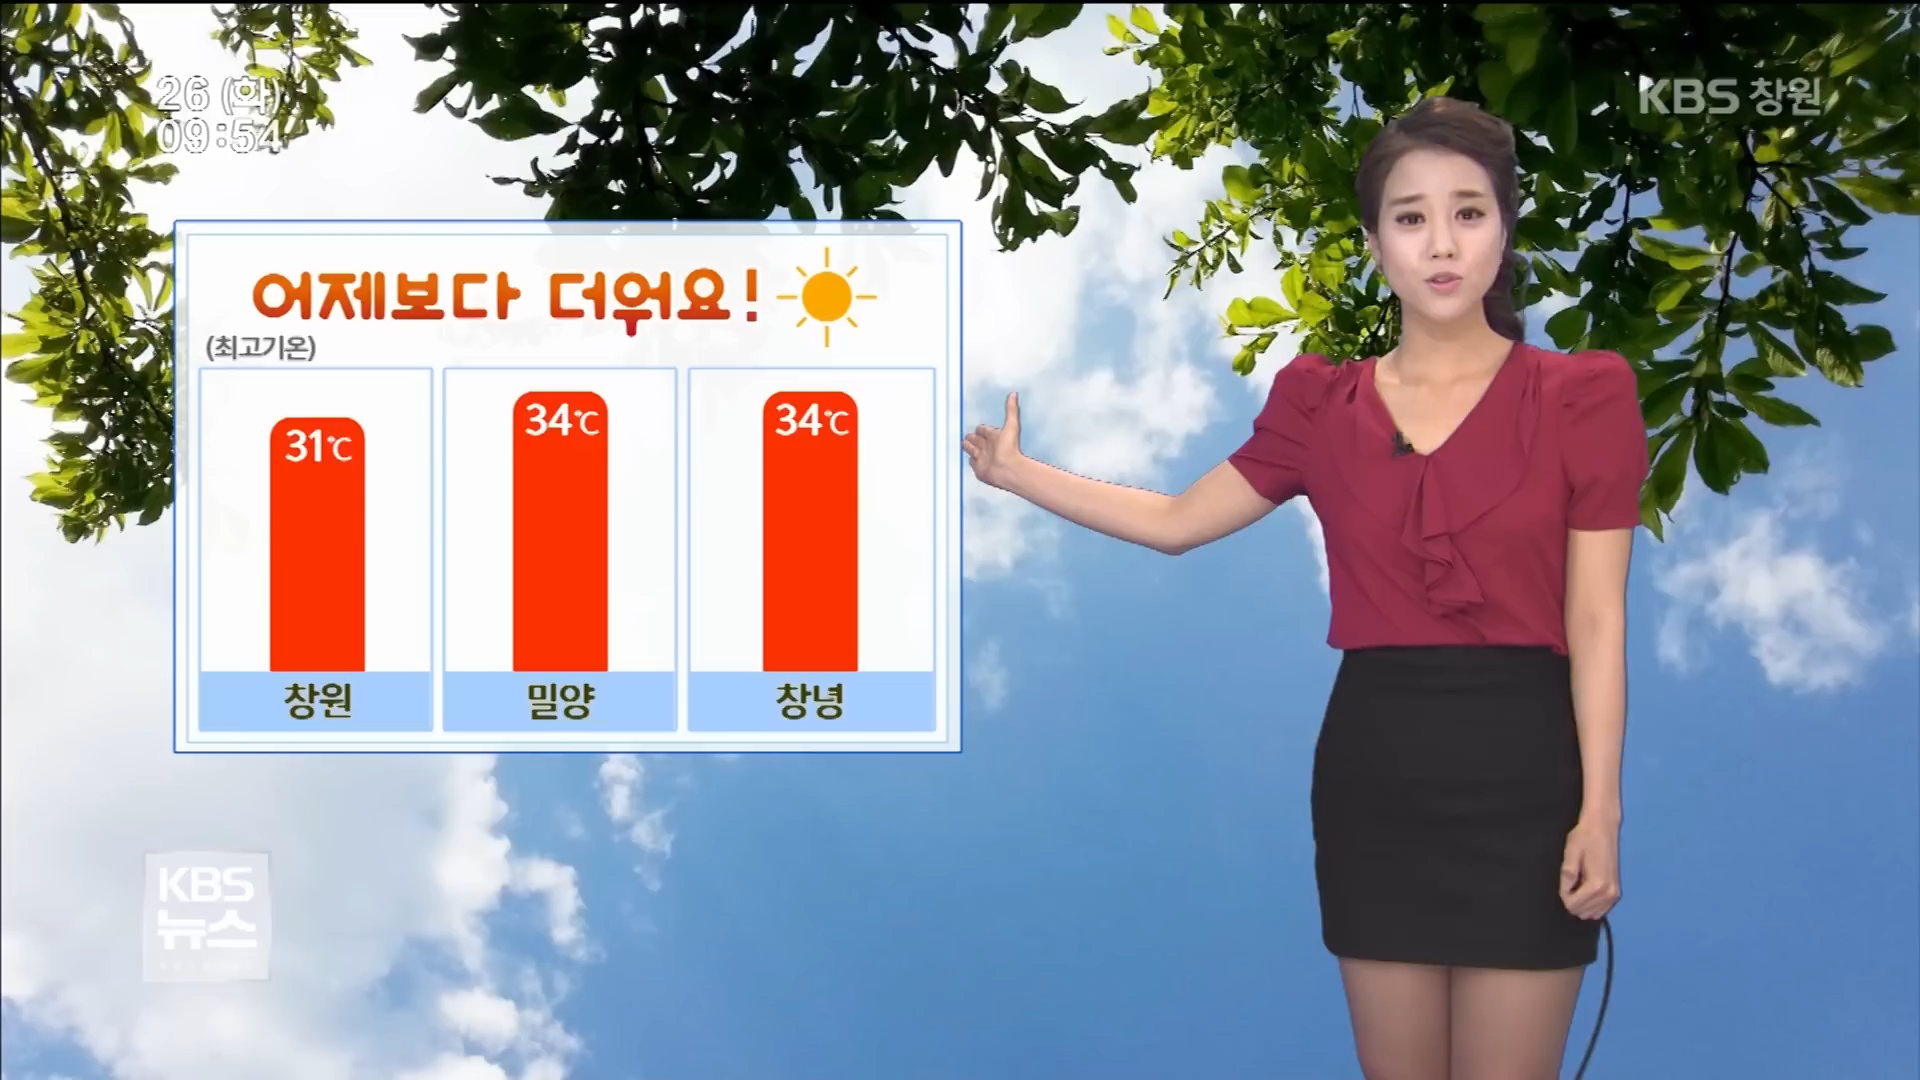 26 (화)
09:54
KBS 창원
어제보다 더워요!
(최고기온)
31℃
34℃
34℃
창원
밀양
창녕
KBS
뉴스